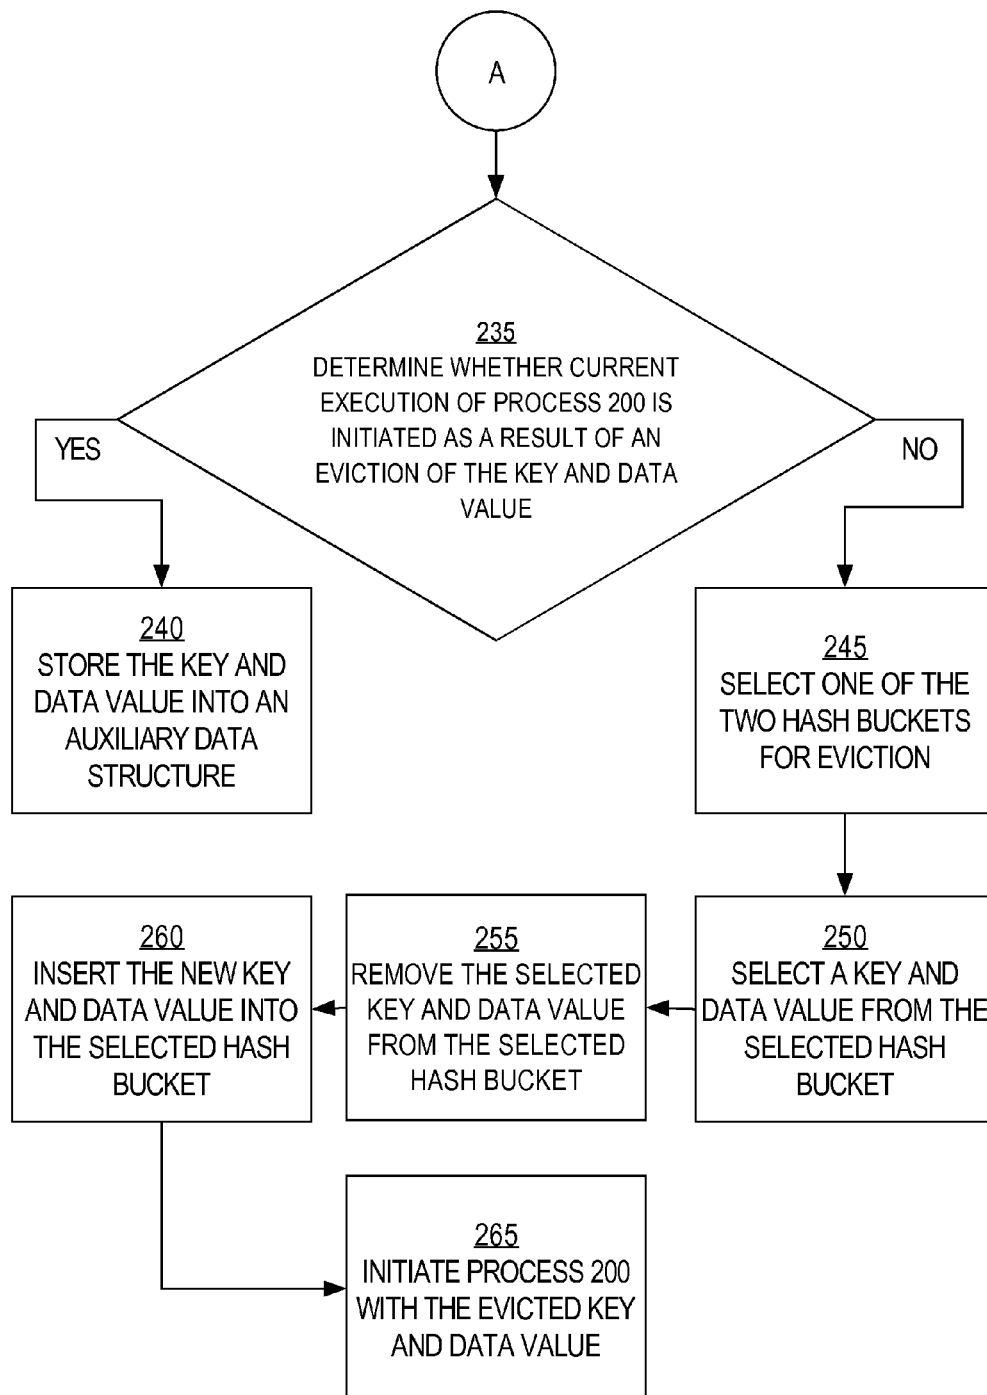 A
235
DETERMINE WHETHER CURRENT
EXECUTION OF PROCESS 200 IS
INITIATED AS A RESULT OF AN
EVICTION OF THE KEY AND DATA
VALUE
YES
NO
240
STORE THE KEY AND
DATA VALUE INTO AN
AUXILIARY DATA
STRUCTURE
245
SELECT ONE OF THE
TWO HASH BUCKETS
FOR EVICTION
250
SELECT A KEY AND
DATA VALUE FROM THE
SELECTED HASH
BUCKET
255
REMOVE THE SELECTED
KEY AND DATA VALUE
FROM THE SELECTED
HASH BUCKET
260
INSERT THE NEW KEY
AND DATA VALUE INTO
THE SELECTED HASH
BUCKET
265
INITIATE PROCESS 200
WITH THE EVICTED KEY
AND DATA VALUE